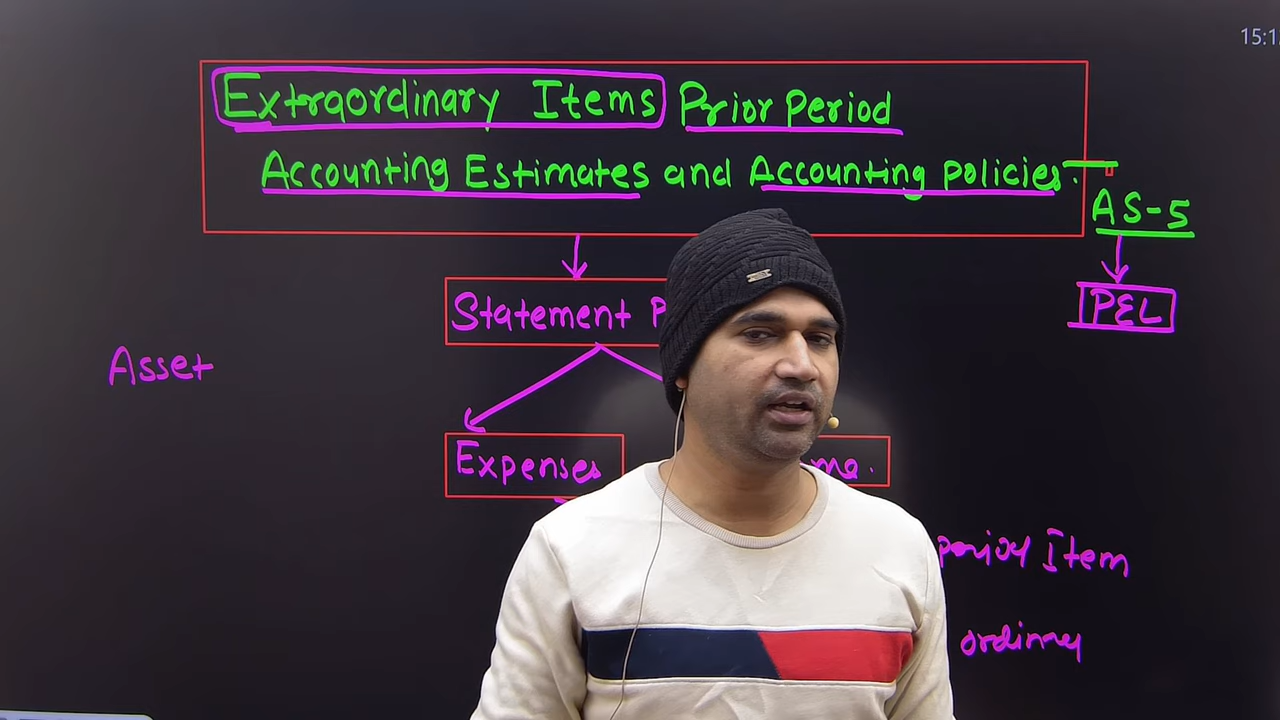 15:1
Extraordinary Items Prior Period
Accounting Estimates and Accounting Policies.
AS-5
Statement P
P&L
Asset
Expenses
me.
period Item
ordinary